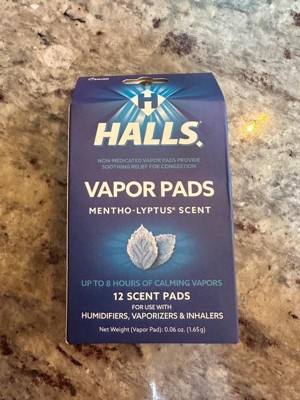 HALLS
NON-MEDICATED VAPOR PADS PROVIDE
SOOTHING RELIEF FOR CONGESTION
VAPOR PADS
MENTHO-LYPTUS® SCENT
UP TO 8 HOURS OF CALMING VAPORS
12 SCENT PADS
FOR USE WITH
HUMIDIFIERS, VAPORIZERS & INHALERS
Net Weight (Vapor Pad): 0.06 oz. (1.65g)